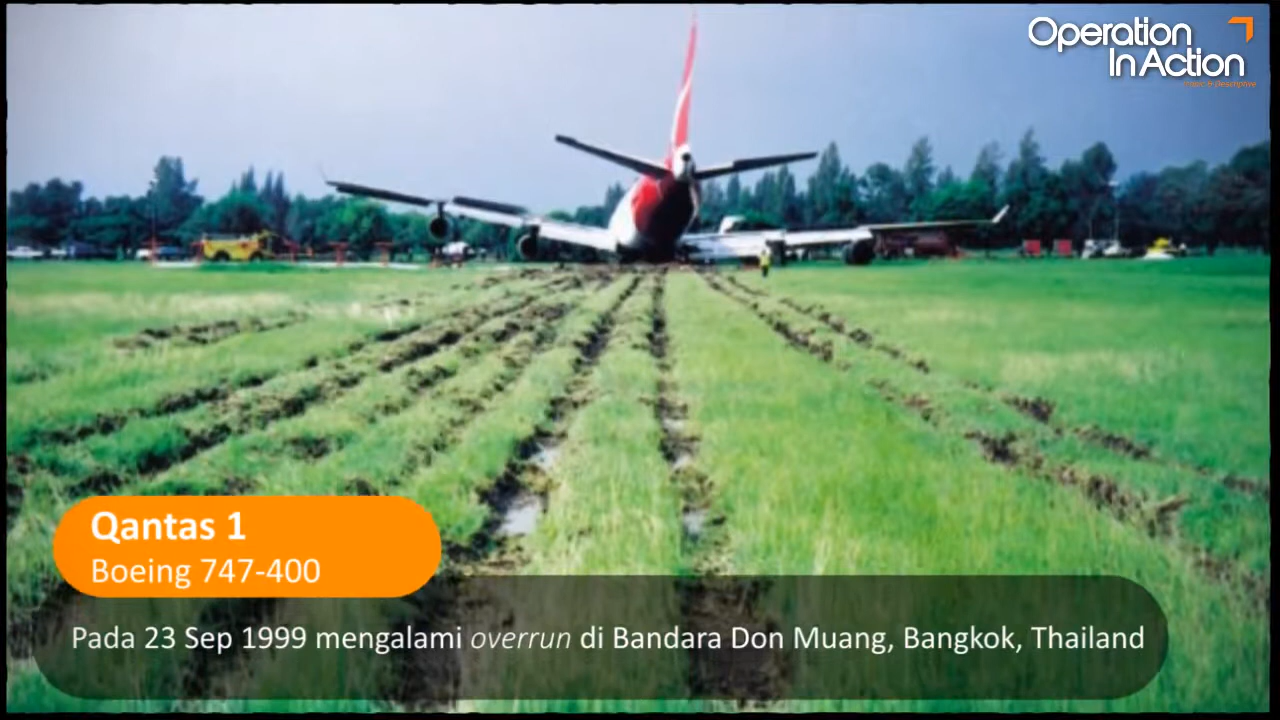 Operation
In Action
Qantas 1
Boeing 747-400
Pada 23 Sep 1999 mengalami overrun di Bandara Don Muang, Bangkok, Thailand